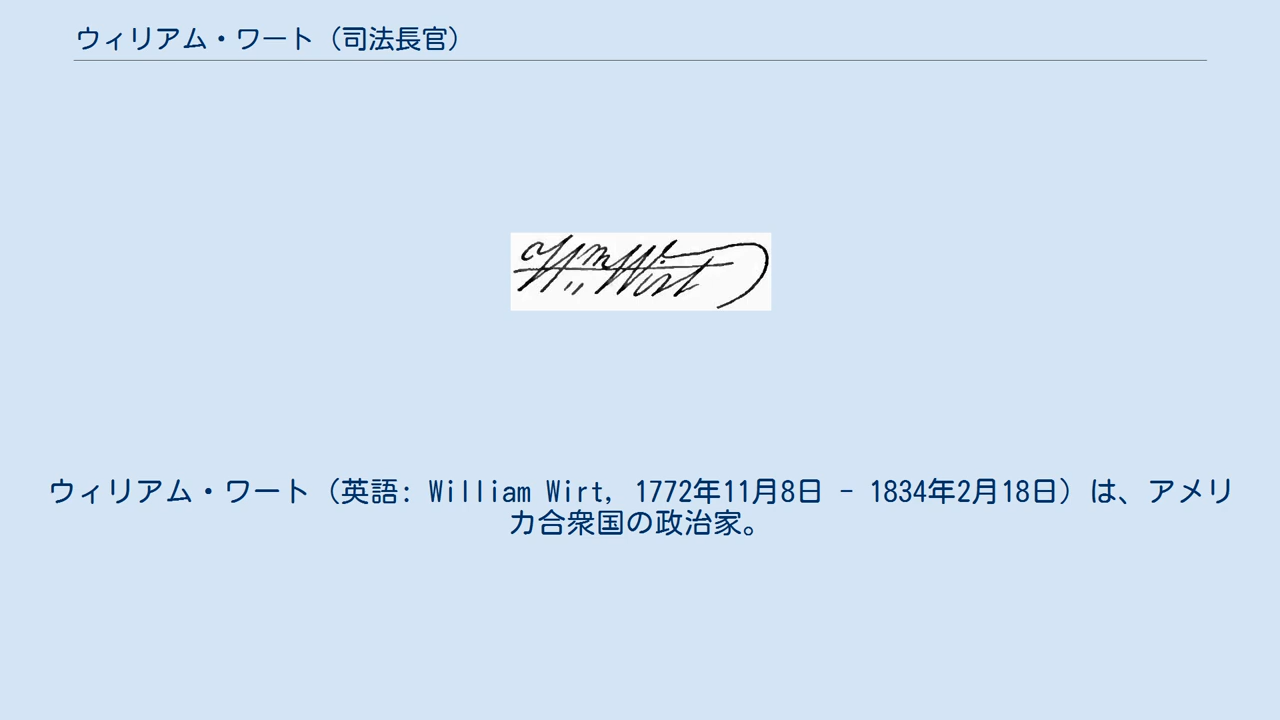 ウィリアム・ワート（司法長官）
Wm Wirt
ウィリアム・ワート（英語: William Wirt, 1772年11月8日 - 1834年2月18日）は、アメリ
カ合衆国の政治家。